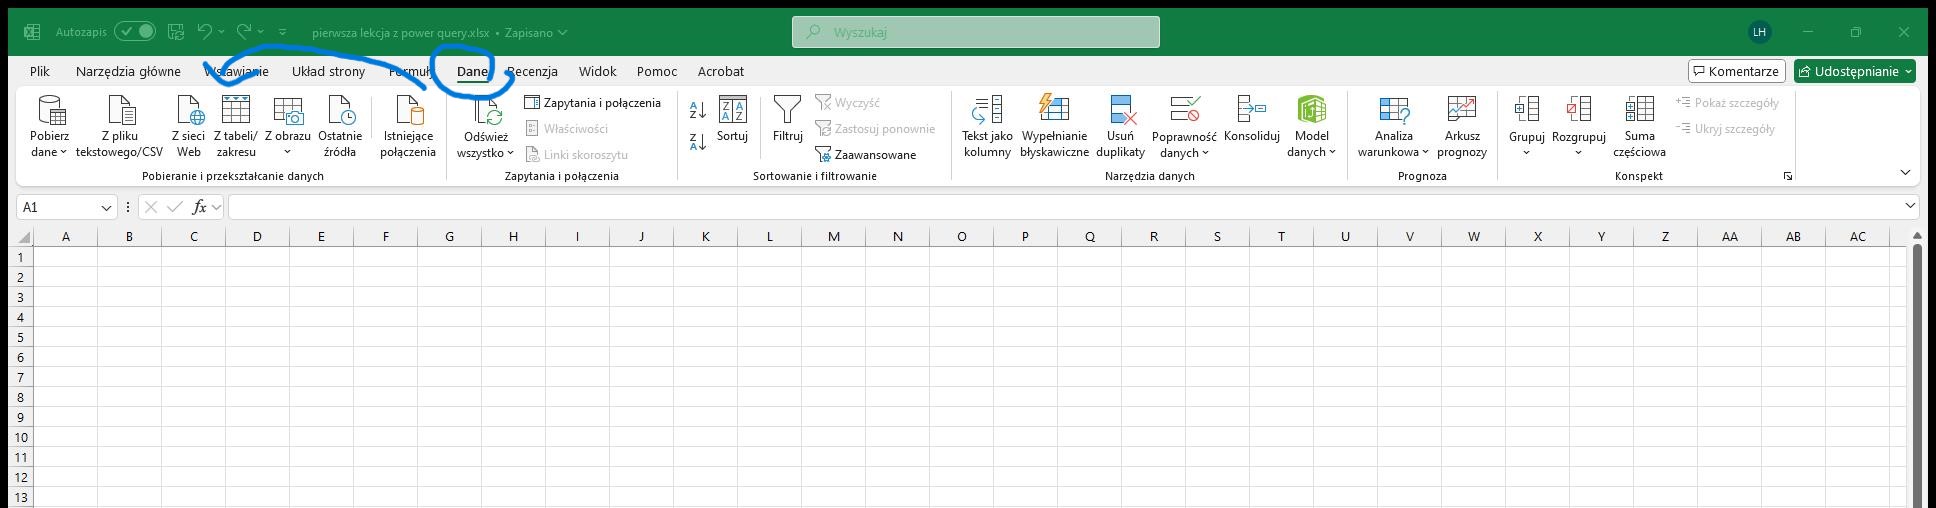 Autozapis pierwsza lekcja z power query.xlsx • Zapisano Wyszukaj LH
Plik Narzędzia główne Wstawianie Układ strony Formuły Dane Recenzja Widok Pomoc Acrobat Komentarze Udostępnianie
Pobierz dane
Z pliku tekstowego/CSV
Z sieci Web
Z tabeli/ zakresu
Z obrazu
Ostatnie źródła
Istniejące połączenia
Pobieranie i przekształcanie danych
Odśwież wszystko
Zapytania i połączenia
Właściwości
Linki skoroszytu
Zapytania i połączenia
Sortuj
Filtruj
Wyczyść
Zastosuj ponownie
Zaawansowane
Sortowanie i filtrowanie
Tekst jako kolumny
Wypełnianie błyskawiczne
Usuń duplikaty
Poprawność danych
Konsoliduj
Model danych
Narzędzia danych
Analiza warunkowa
Arkusz prognozy
Prognoza
Grupuj
Rozgrupuj
Suma częściowa
Pokaż szczegóły
Ukryj szczegóły
Konspekt
A1 fx
A B C D E F G H I J K L M N O P Q R S T U V W X Y Z AA AB AC
1
2
3
4
5
6
7
8
9
10
11
12
13